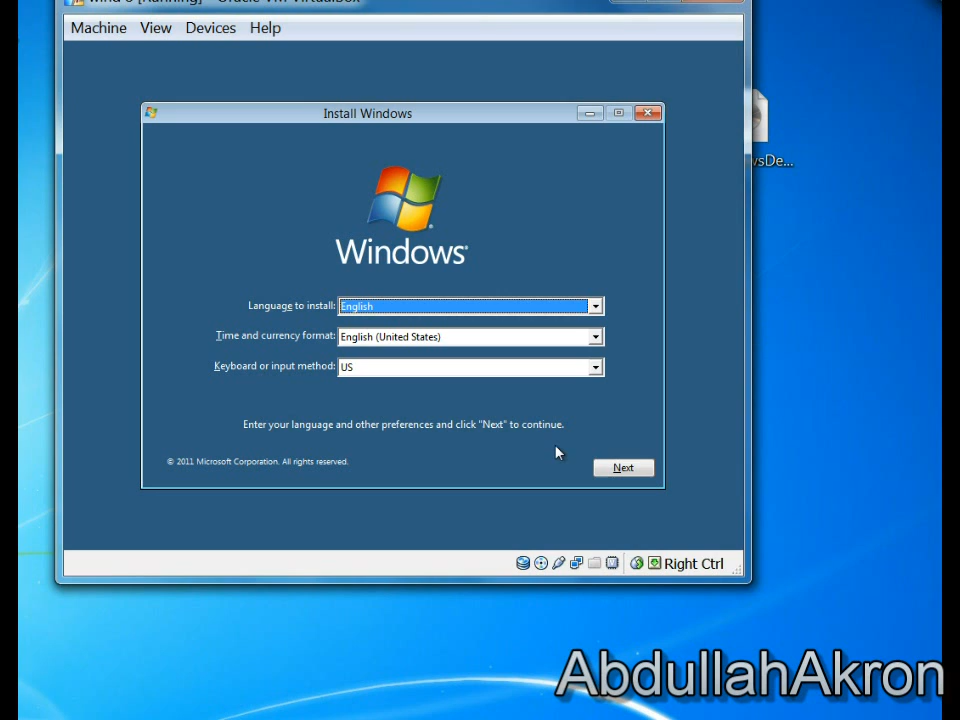 Machine View Devices Help
Install Windows
Windows
Language to install: English
Time and currency format: English (United States)
Keyboard or input method: US
Enter your language and other preferences and click "Next" to continue.
© 2011 Microsoft Corporation. All rights reserved.
Next
Right Ctrl
AbdullahAkron